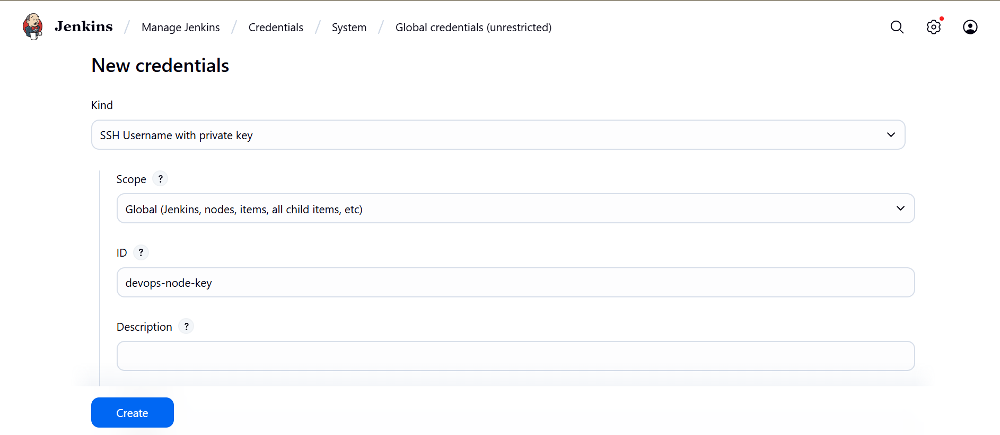 Jenkins / Manage Jenkins / Credentials / System / Global credentials (unrestricted)
New credentials
Kind
SSH Username with private key
Scope ?
Global (Jenkins, nodes, items, all child items, etc)
ID ?
devops-node-key
Description ?
Create